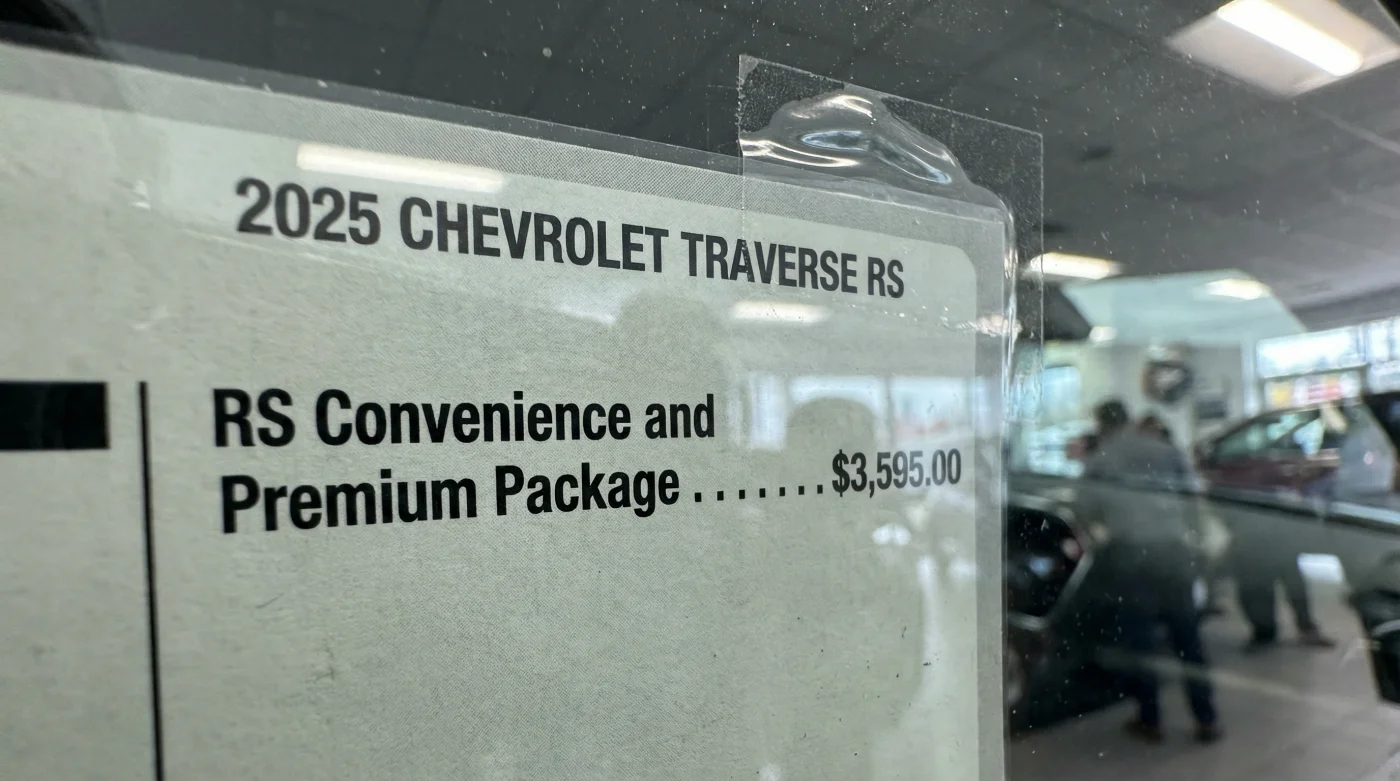 2025 CHEVROLET TRAVERSE RS
RS Convenience and
Premium Package . . . . . . . $3,595.00